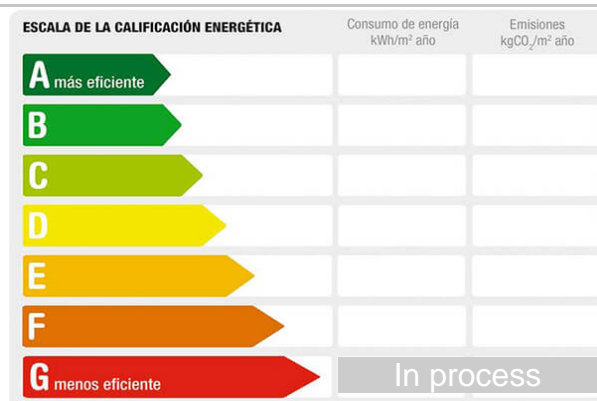 ESCALA DE LA CALIFICACIÓN ENERGÉTICA
Consumo de energía
kWh/m² año
Emisiones
kgCO₂/m² año
A más eficiente
B
C
D
E
F
G menos eficiente
In process